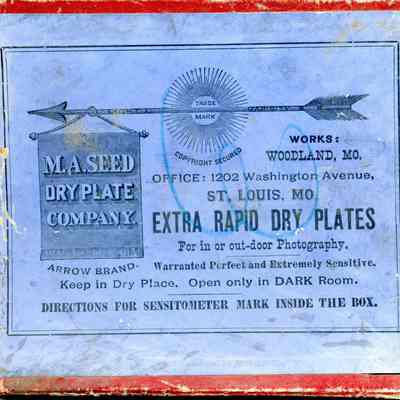 TRADE
MARK
COPYRIGHT SECURED
M.A. SEED
DRY PLATE
COMPANY.
ARROW BRAND.
WORKS:
WOODLAND, MO.
OFFICE: 1202 Washington Avenue,
ST. LOUIS, MO
EXTRA RAPID DRY PLATES
For in or out-door Photography.
Warranted Perfect and Extremely Sensitive.
Keep in Dry Place. Open only in DARK Room.
DIRECTIONS FOR SENSITOMETER MARK INSIDE THE BOX.